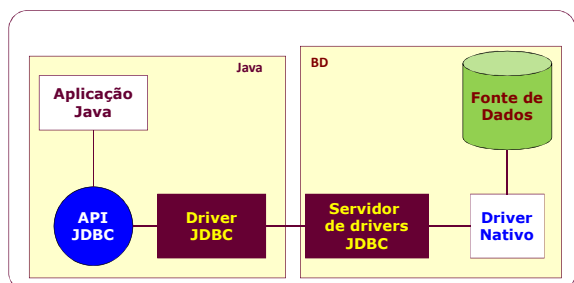 Java
BD
Aplicação
Java
Fonte de
Dados
API
JDBC
Driver
JDBC
Servidor
de drivers
JDBC
Driver
Nativo